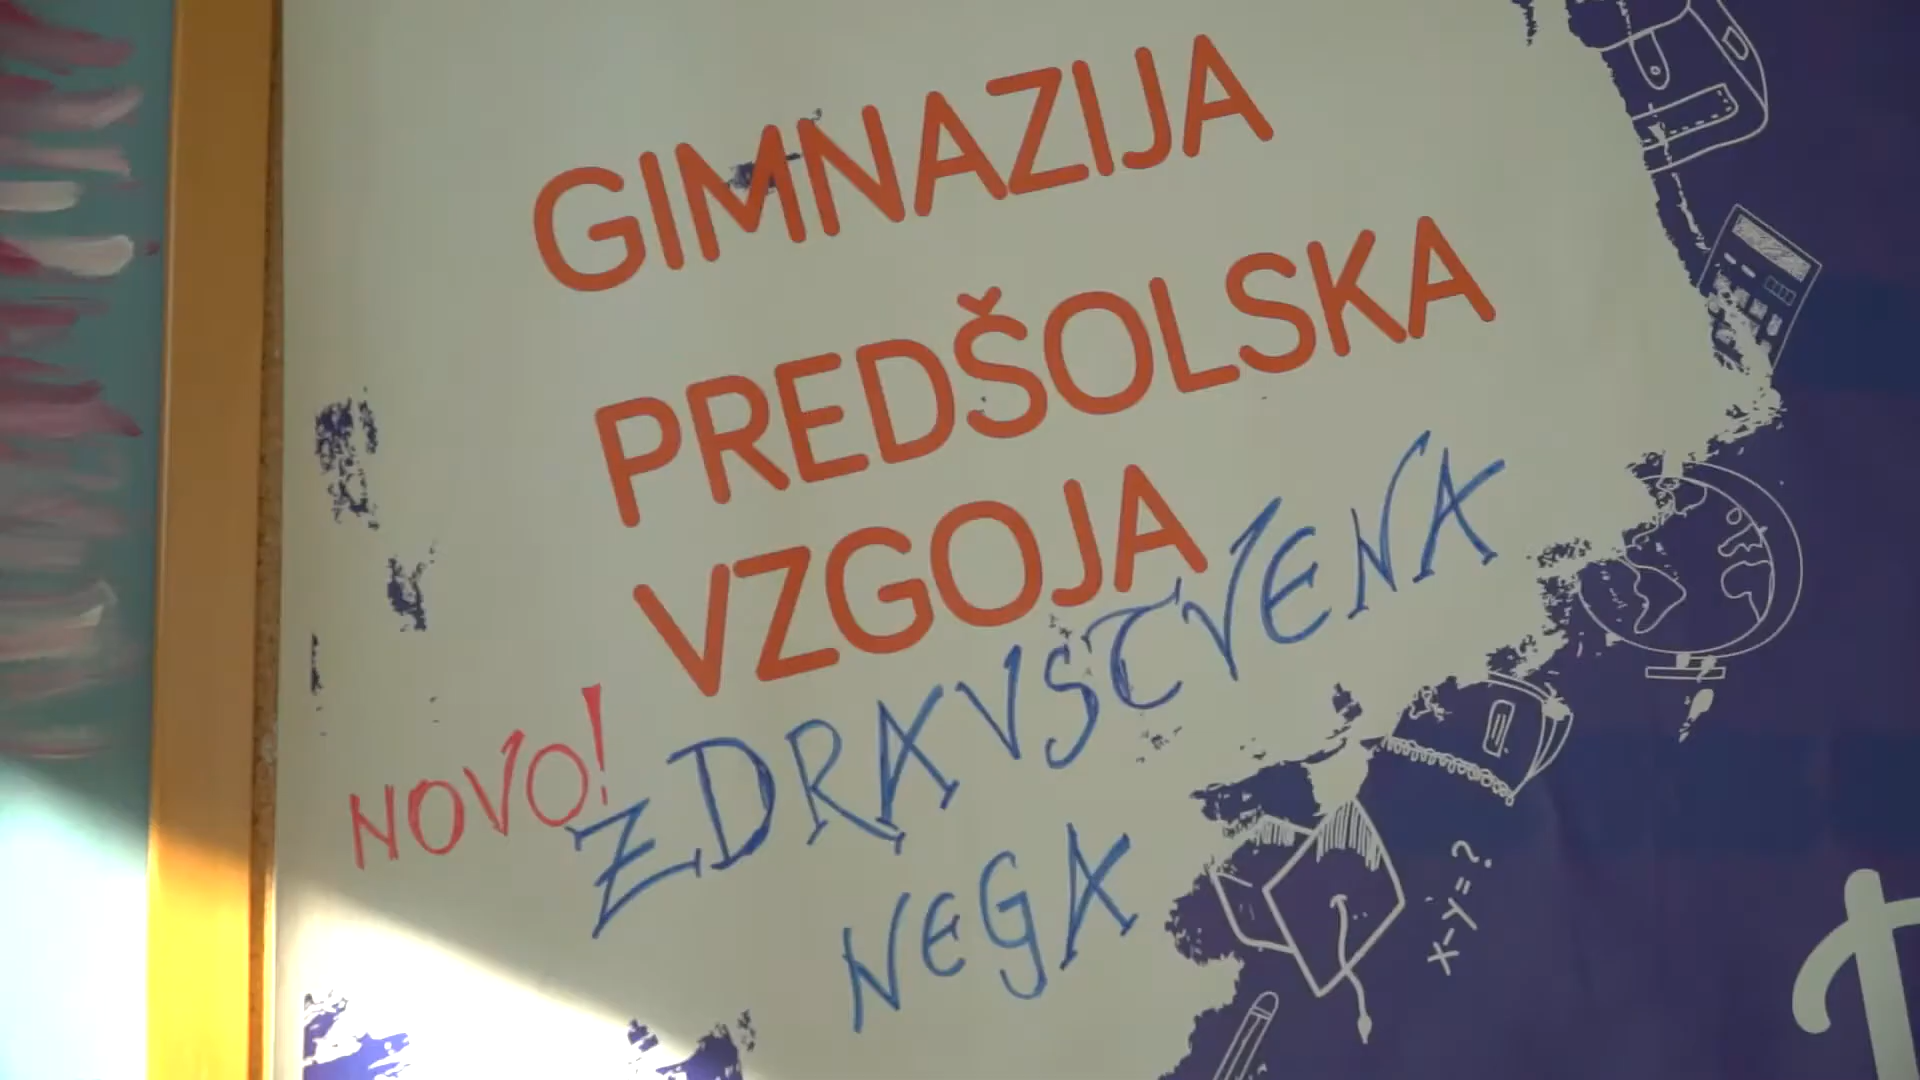 GIMNAZIJA
PREDŠOLSKA
VZGOJA
NOVO!
ZDRAVSTVENA
NEGA
x-y=?